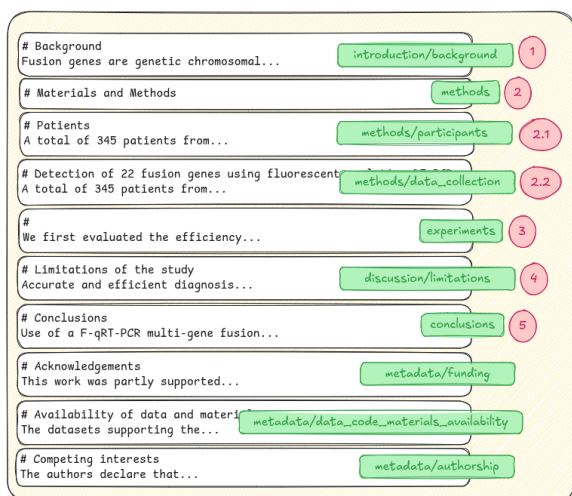 # Background
Fusion genes are genetic chromosomal...
introduction/background
1
# Materials and Methods
methods
2
# Patients
A total of 345 patients from...
methods/participants
2.1
# Detection of 22 fusion genes using fluorescent
A total of 345 patients from...
methods/data_collection
2.2
#
We first evaluated the efficiency...
experiments
3
# Limitations of the study
Accurate and efficient diagnosis...
discussion/limitations
4
# Conclusions
Use of a F-qRT-PCR multi-gene fusion...
conclusions
5
# Acknowledgements
This work was partly supported...
metadata/funding
# Availability of data and
The datasets supporting the...
metadata/data_code_materials_availability
# Competing interests
The authors declare that...
metadata/authorship